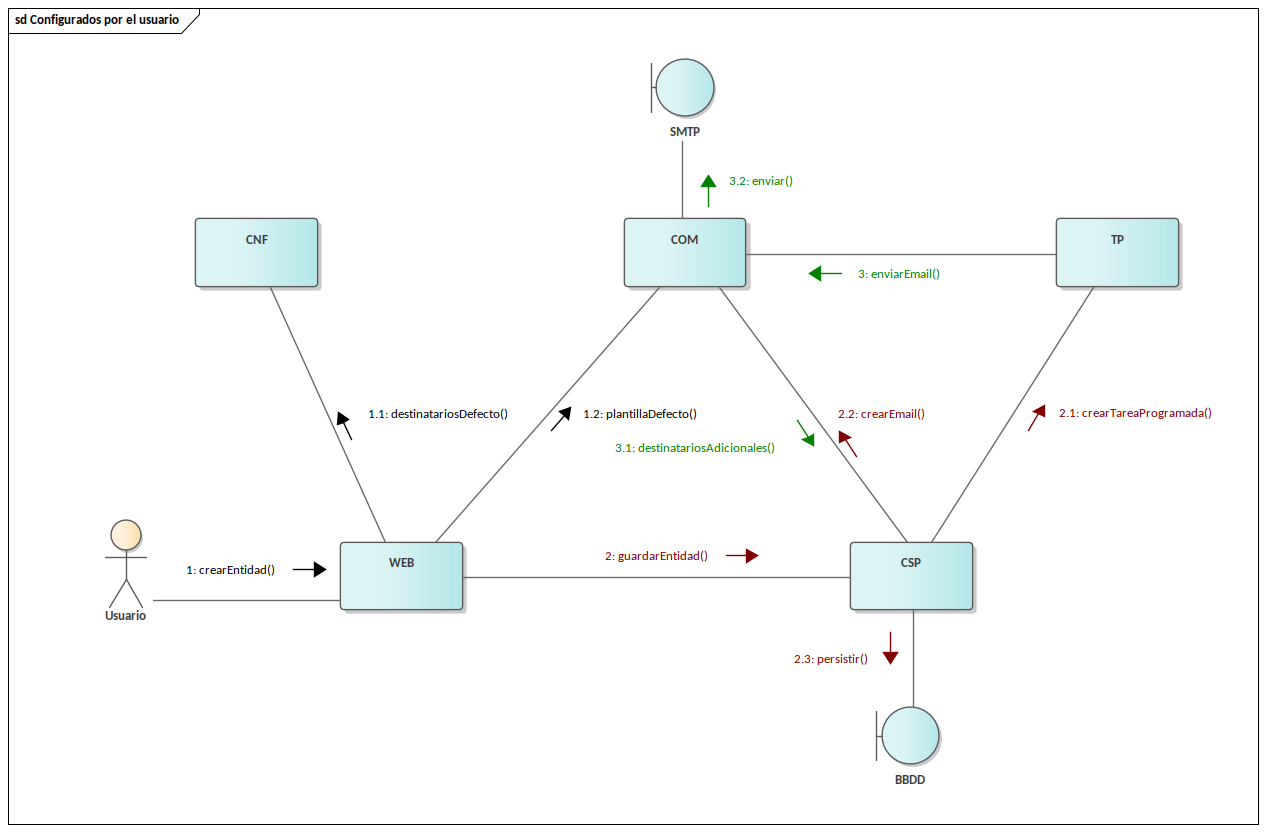 sd Configurados por el usuario
SMTP
3.2: enviar()
CNF
COM
TP
3: enviarEmail()
1.1: destinatariosDefecto()
1.2: plantillaDefecto()
2.2: crearEmail()
2.1: crearTareaProgramada()
3.1: destinatariosAdicionales()
2: guardarEntidad()
WEB
CSP
1: crearEntidad()
Usuario
2.3: persistir()
BBDD